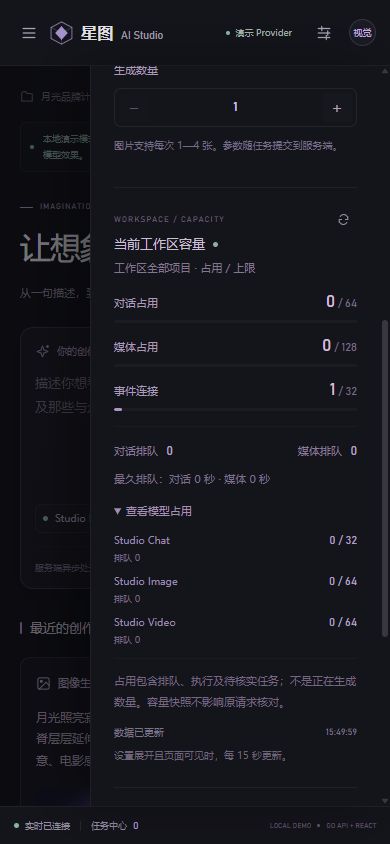 星图 AI Studio
演示 Provider
视觉
月光品牌计
本地演示模
模型效果。
IMAGINATIO
让想象
从一句描述，
你的创
描述你想
及那些与
Studio
服务端异步处
最近的创作
图像生
月光照亮
脊层层延伸
意、电影感
生成数量
− 1 +
图片支持每次 1—4 张。参数随任务提交到服务端。
WORKSPACE / CAPACITY
当前工作区容量
工作区全部项目 · 占用 / 上限
对话占用 0 / 64
媒体占用 0 / 128
事件连接 1 / 32
对话排队 0 媒体排队 0
最久排队：对话 0 秒 · 媒体 0 秒
▼ 查看模型占用
Studio Chat 0 / 32
排队 0
Studio Image 0 / 64
排队 0
Studio Video 0 / 64
排队 0
占用包含排队、执行及待核实任务；不是正在生成
数量。容量快照不影响原请求核对。
数据已更新 15:49:59
设置展开且页面可见时，每 15 秒更新。
实时已连接 任务中心 0 LOCAL DEMO GO API + REACT